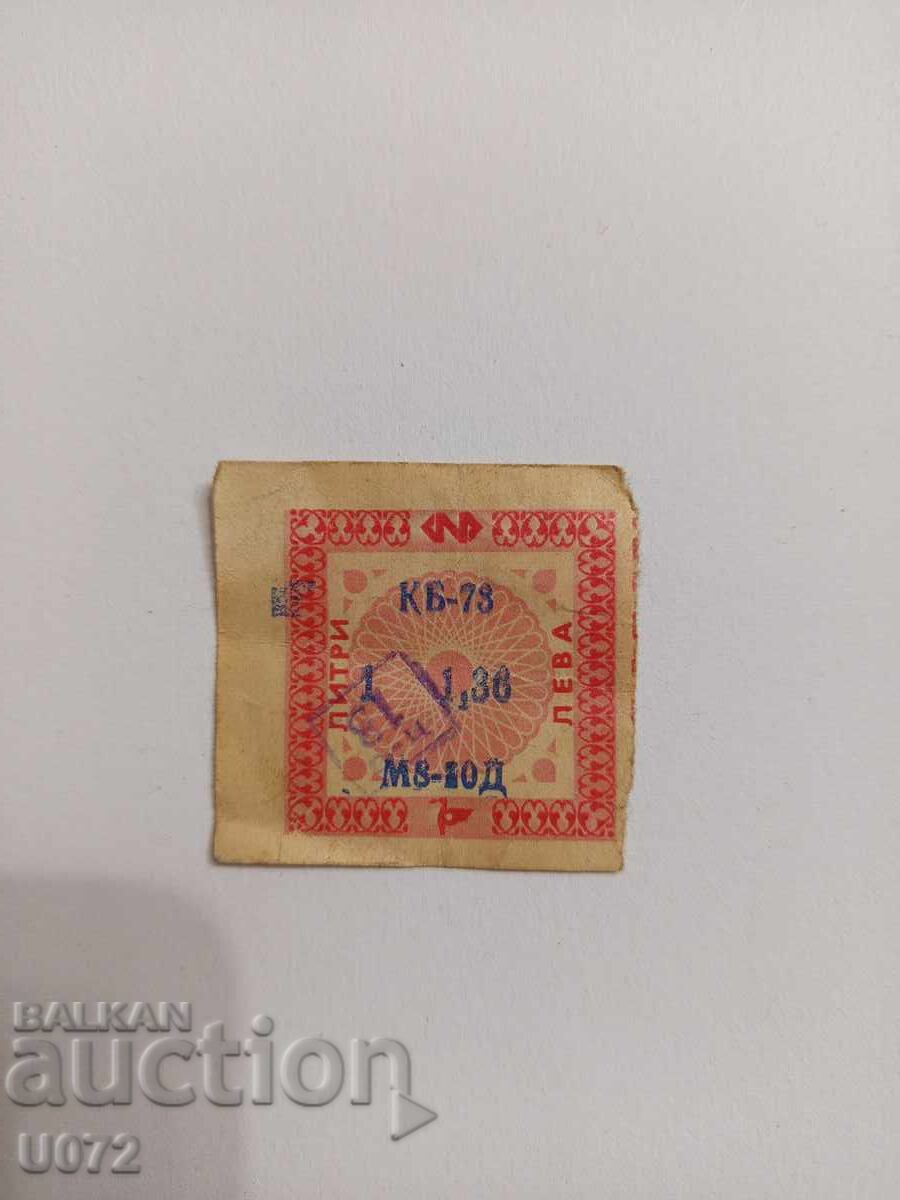 КБ-78
ЛИТРИ
1 1,36
ЛЕВА
М8-10Д
BALKAN
auction
U072